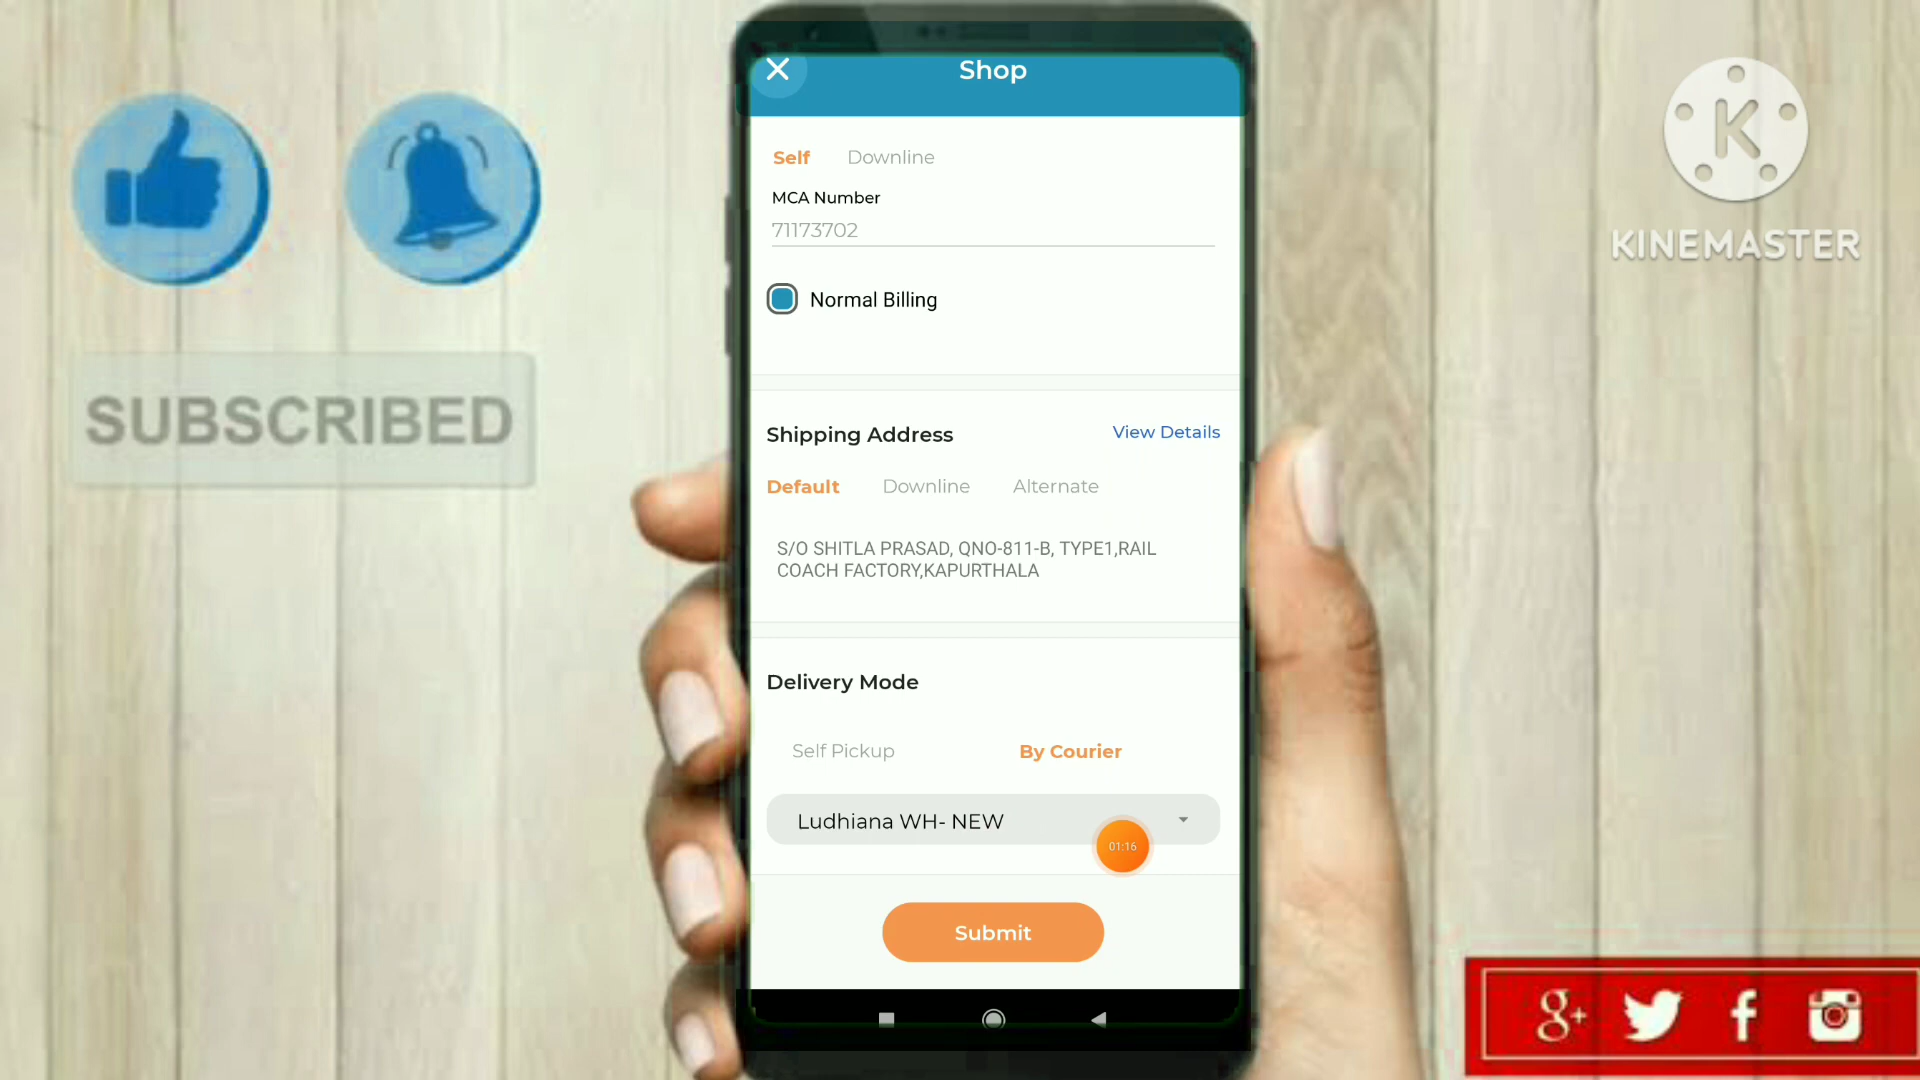 Shop
Self Downline
MCA Number
71173702
Normal Billing
Shipping Address View Details
Default Downline Alternate
S/O SHITLA PRASAD, QNO-811-B, TYPE1,RAIL
COACH FACTORY,KAPURTHALA
Delivery Mode
Self Pickup By Courier
Ludhiana WH- NEW
01:16
Submit
SUBSCRIBED
K
KINEMASTER
g+